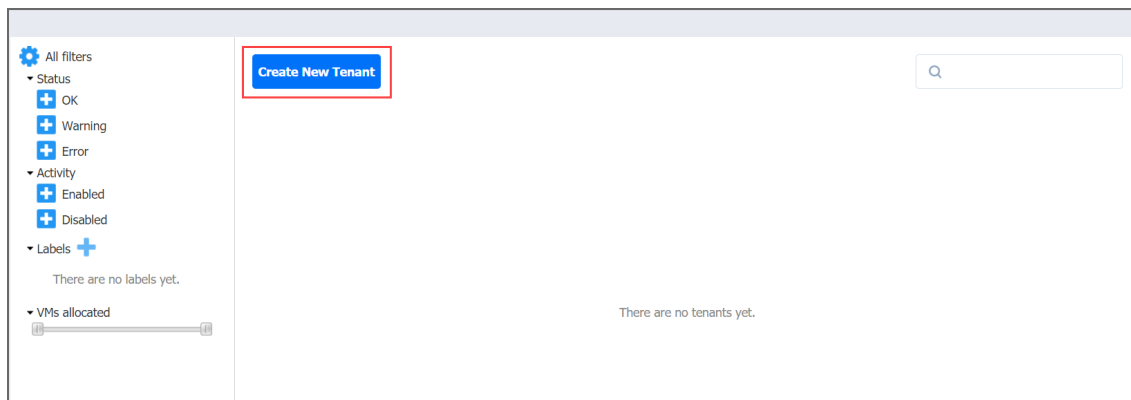 All filters
Status
OK
Warning
Error
Activity
Enabled
Disabled
Labels
There are no labels yet.
VMs allocated
Create New Tenant
There are no tenants yet.